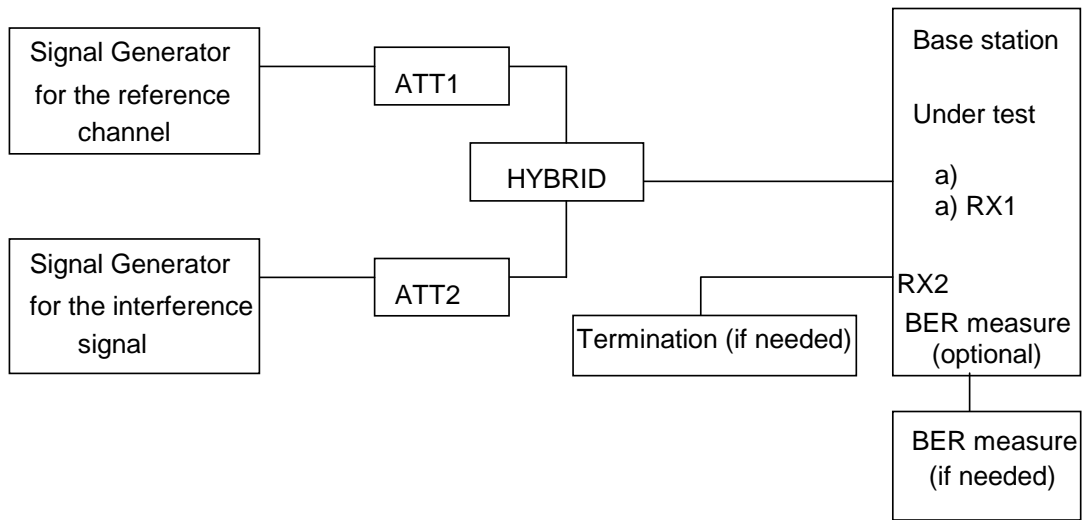 Signal Generator
for the reference
channel
ATT1
HYBRID
Signal Generator
for the interference
signal
ATT2
Termination (if needed)
Base station
Under test
a)
a) RX1
RX2
BER measure
(optional)
BER measure
(if needed)